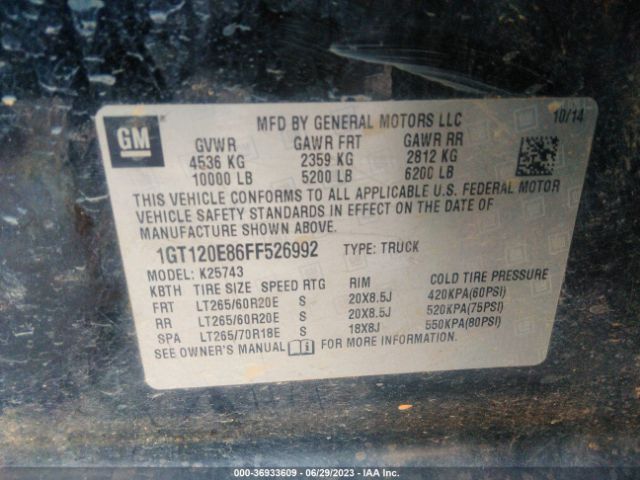 GM
MFD BY GENERAL MOTORS LLC
10/14
GVWR GAWR FRT GAWR RR
4536 KG 2359 KG 2812 KG
10000 LB 5200 LB 6200 LB
THIS VEHICLE CONFORMS TO ALL APPLICABLE U.S. FEDERAL MOTOR
VEHICLE SAFETY STANDARDS IN EFFECT ON THE DATE OF
MANUFACTURE SHOWN ABOVE.
1GT120E86FF526992 TYPE: TRUCK
MODEL: K25743
KBTH TIRE SIZE SPEED RTG RIM COLD TIRE PRESSURE
FRT LT265/60R20E S 20X8.5J 420KPA(60PSI)
RR LT265/60R20E S 20X8.5J 520KPA(75PSI)
SPA LT265/70R18E S 18X8J 550KPA(80PSI)
SEE OWNER'S MANUAL FOR MORE INFORMATION.
000-36933609 - 06/29/2023 - IAA Inc.